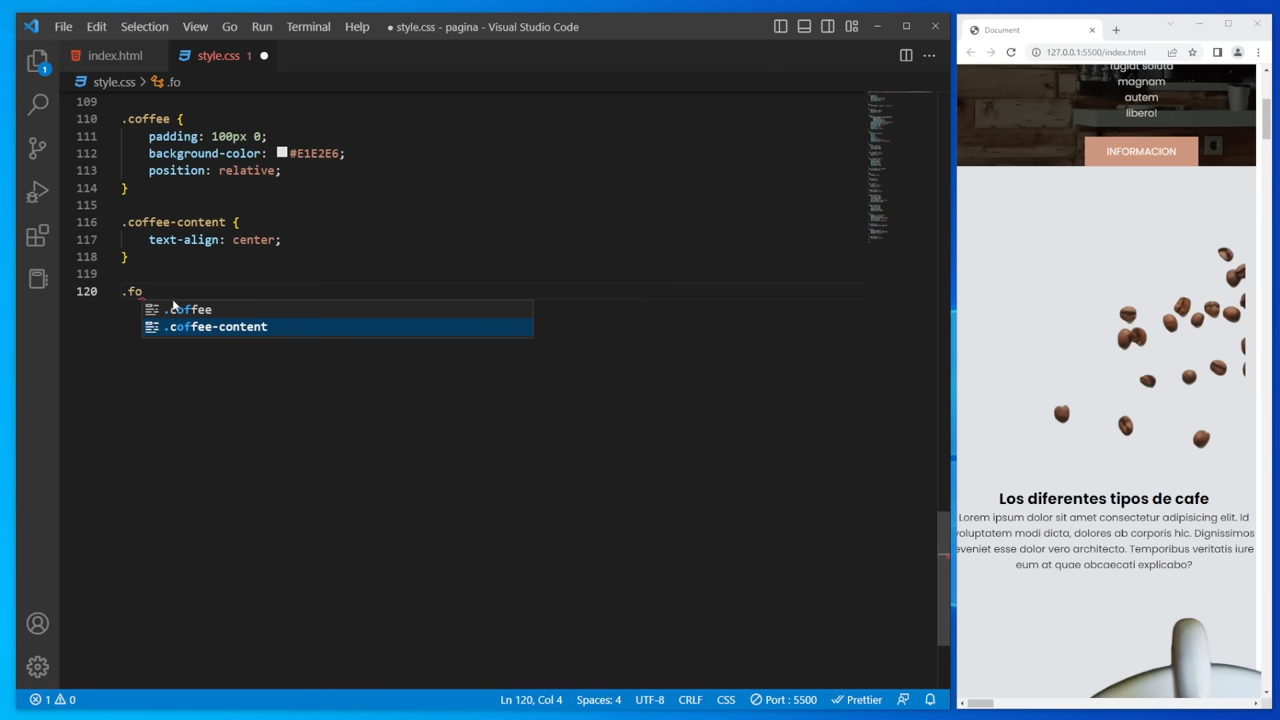 File Edit Selection View Go Run Terminal Help ● style.css - pagina - Visual Studio Code
index.html style.css 1 ●
style.css > .fo
109
110 .coffee {
111 padding: 100px 0;
112 background-color: #E1E2E6;
113 position: relative;
114 }
115
116 .coffee-content {
117 text-align: center;
118 }
119
120 .fo
.coffee
.coffee-content
1
1 0 Ln 120, Col 4 Spaces: 4 UTF-8 CRLF CSS Port : 5500 Prettier
Document
127.0.0.1:5500/index.html
fugiat soluta
magnam
autem
libero!
INFORMACION
Los diferentes tipos de cafe
Lorem ipsum dolor sit amet consectetur adipisicing elit. Id
voluptatem modi dicta, dolores ab corporis hic. Dignissimos
eveniet esse dolor vero architecto. Temporibus veritatis iure
eum at quae obcaecati explicabo?